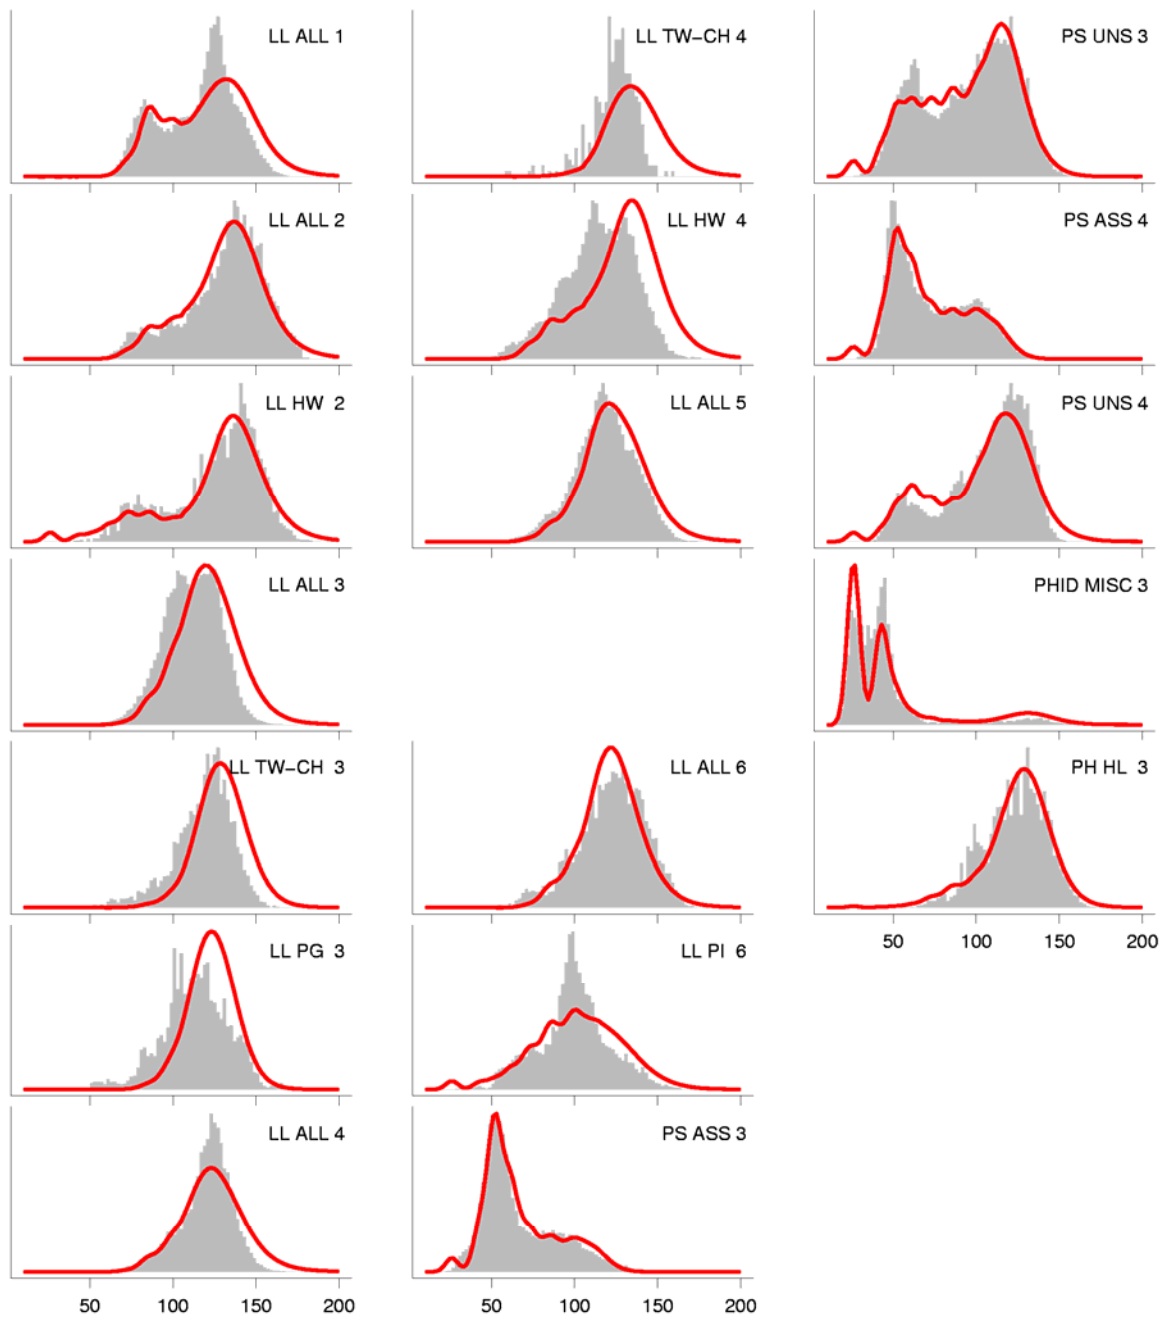 LL ALL 1
LL TW−CH 4
PS UNS 3
LL ALL 2
LL HW 4
PS ASS 4
LL HW 2
LL ALL 5
PS UNS 4
LL ALL 3
PHID MISC 3
LL TW−CH 3
LL ALL 6
PH HL 3
50 100 150 200
LL PG 3
LL PI 6
LL ALL 4
PS ASS 3
50 100 150 200
50 100 150 200